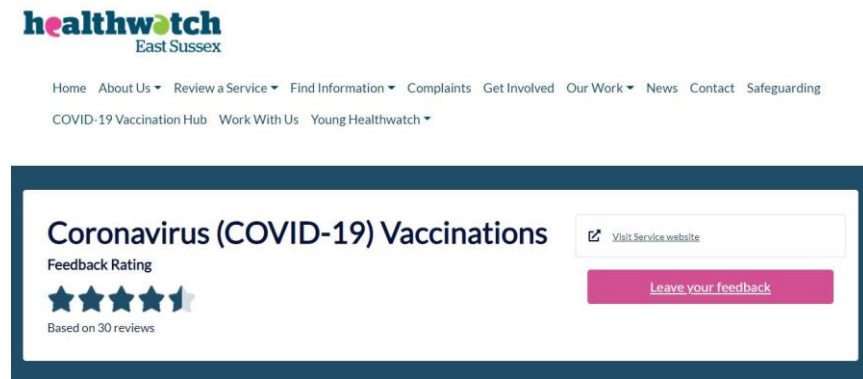 healthwatch
East Sussex
Home About Us Review a Service Find Information Complaints Get Involved Our Work News Contact Safeguarding
COVID-19 Vaccination Hub Work With Us Young Healthwatch
Coronavirus (COVID-19) Vaccinations
Visit Service website
Feedback Rating
Leave your feedback
Based on 30 reviews